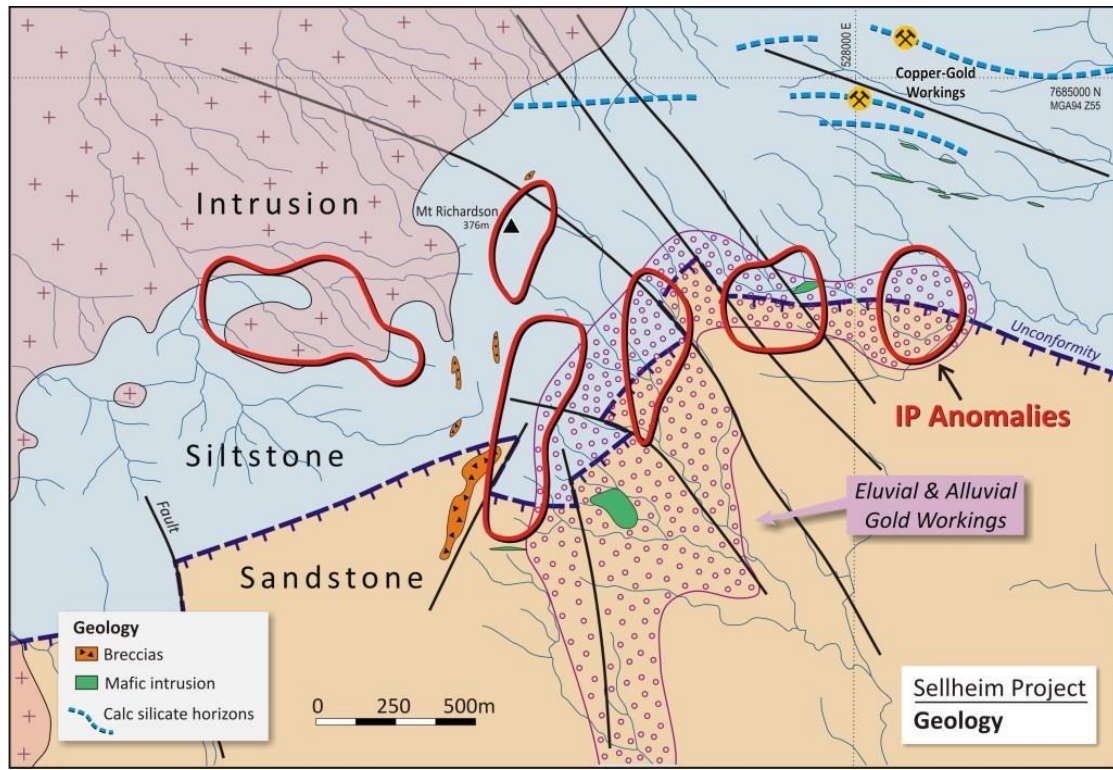 528000 E
Copper-Gold
Workings
7685000 N
MGA94 Z55
Intrusion
Mt Richardson
376m
Unconformity
IP Anomalies
Siltstone
Eluvial & Alluvial
Gold Workings
Fault
Sandstone
Geology
Breccias
Mafic intrusion
Calc silicate horizons
0 250 500m
Sellheim Project
Geology